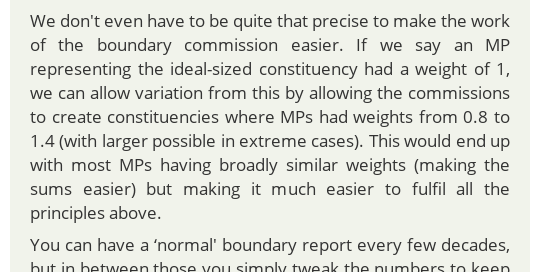 We don't even have to be quite that precise to make the work
of the boundary commission easier. If we say an MP
representing the ideal-sized constituency had a weight of 1,
we can allow variation from this by allowing the commissions
to create constituencies where MPs had weights from 0.8 to
1.4 (with larger possible in extreme cases). This would end up
with most MPs having broadly similar weights (making the
sums easier) but making it much easier to fulfil all the
principles above.
You can have a ‘normal' boundary report every few decades,
but in between those you simply tweak the numbers to keep